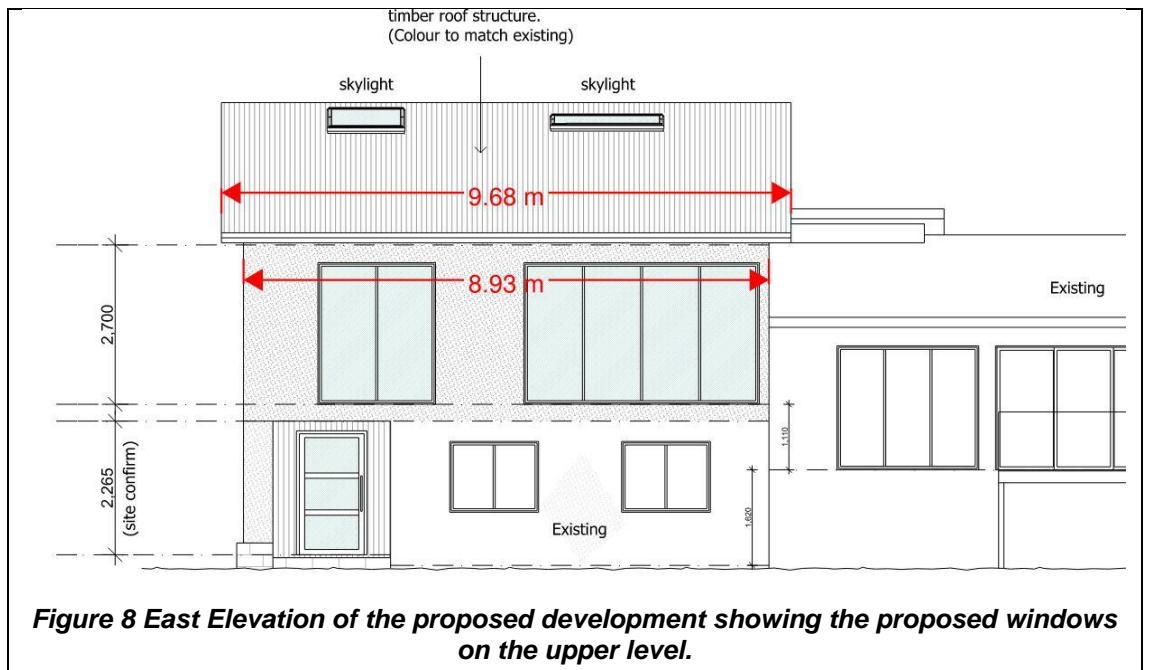 timber roof structure.
(Colour to match existing)
skylight
skylight
9.68 m
8.93 m
2,700
Existing
2,265
(site confirm)
1,110
1,620
Existing
Figure 8 East Elevation of the proposed development showing the proposed windows
on the upper level.